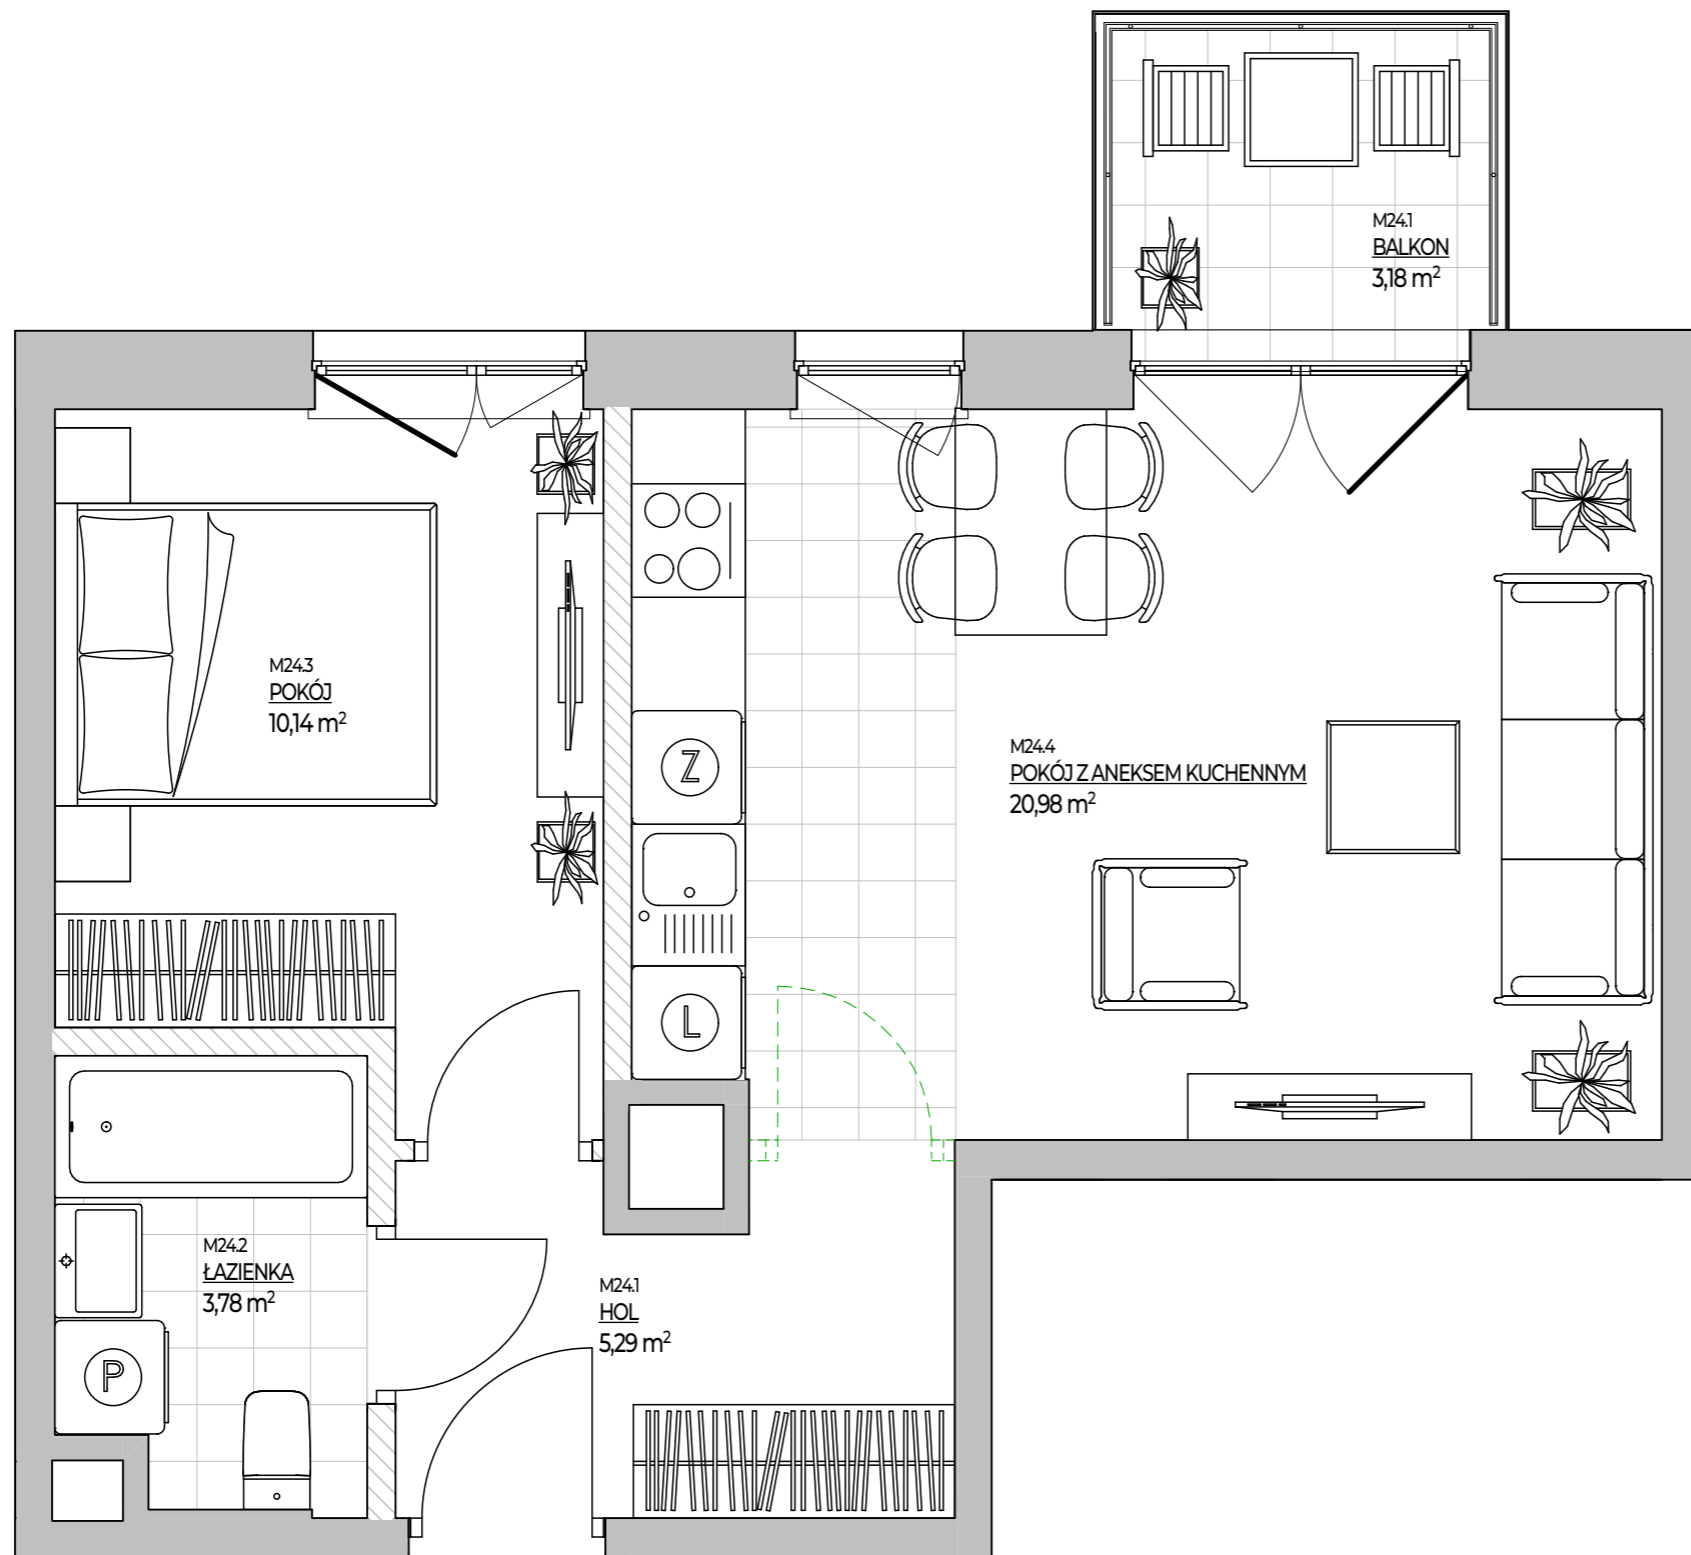 M24.1
BALKON
3,18 m²
M24.3
POKÓJ
10,14 m²
Z
M24.4
POKÓJ Z ANEKSEM KUCHENNYM
20,98 m²
L
M24.2
ŁAZIENKA
3,78 m²
P
M24.1
HOL
5,29 m²